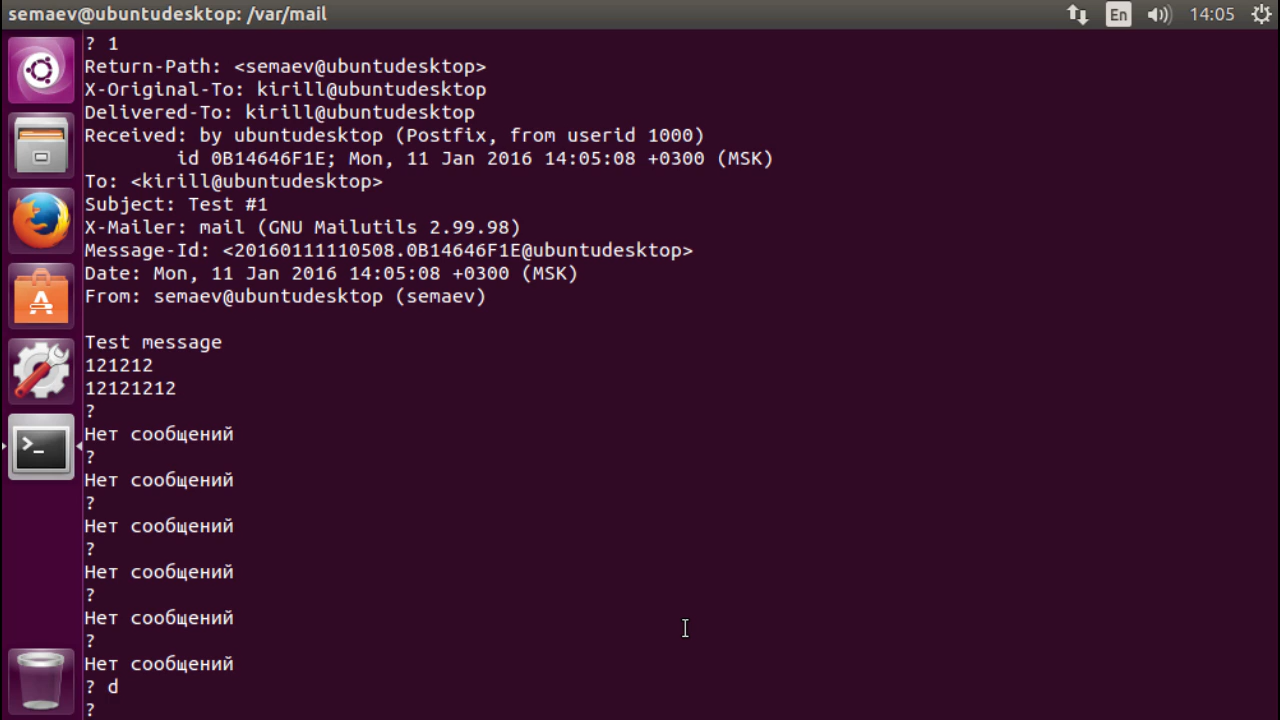 semaev@ubuntudesktop: /var/mail
En
14:05
? 1
Return-Path: <semaev@ubuntudesktop>
X-Original-To: kirill@ubuntudesktop
Delivered-To: kirill@ubuntudesktop
Received: by ubuntudesktop (Postfix, from userid 1000)
        id 0B14646F1E; Mon, 11 Jan 2016 14:05:08 +0300 (MSK)
To: <kirill@ubuntudesktop>
Subject: Test #1
X-Mailer: mail (GNU Mailutils 2.99.98)
Message-Id: <20160111110508.0B14646F1E@ubuntudesktop>
Date: Mon, 11 Jan 2016 14:05:08 +0300 (MSK)
From: semaev@ubuntudesktop (semaev)

Test message
121212
12121212
?
Нет сообщений
?
Нет сообщений
?
Нет сообщений
?
Нет сообщений
?
Нет сообщений
?
Нет сообщений
? d
?